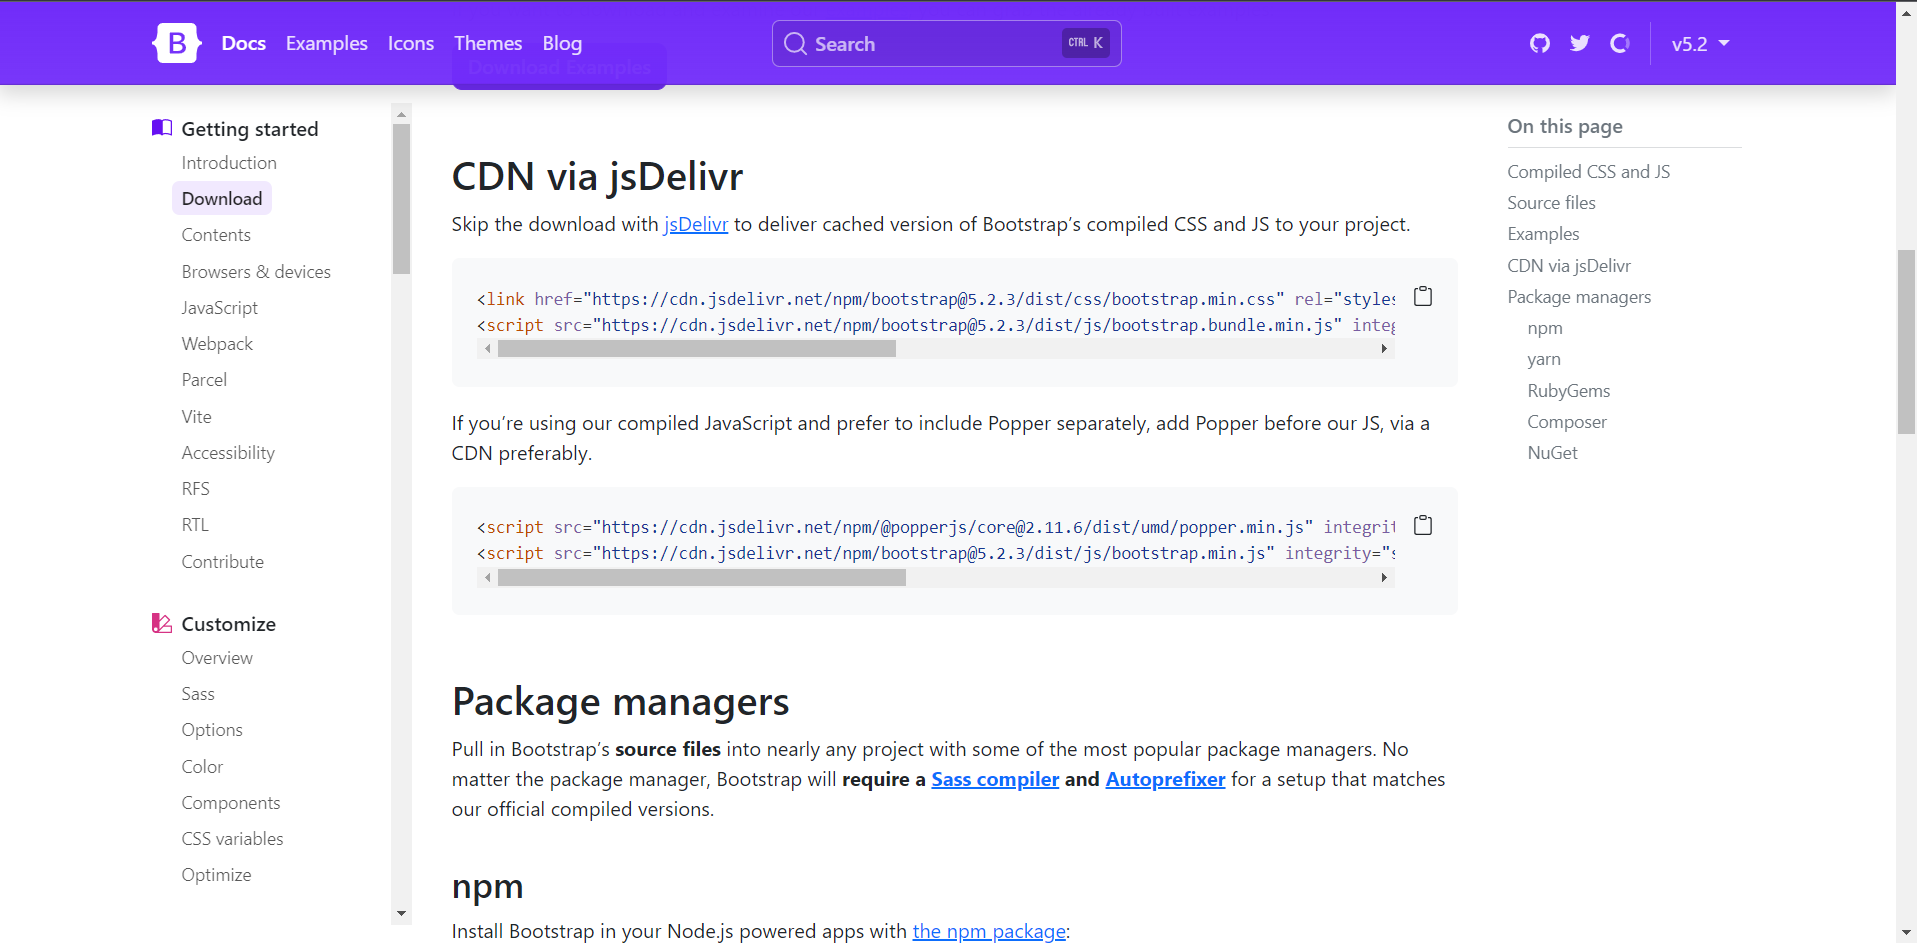 B
Docs
Examples
Icons
Themes
Blog
Search
CTRL K
v5.2
Download Examples
Getting started
Introduction
Download
Contents
Browsers & devices
JavaScript
Webpack
Parcel
Vite
Accessibility
RFS
RTL
Contribute
Customize
Overview
Sass
Options
Color
Components
CSS variables
Optimize
CDN via jsDelivr
Skip the download with jsDelivr to deliver cached version of Bootstrap’s compiled CSS and JS to your project.
<link href="https://cdn.jsdelivr.net/npm/bootstrap@5.2.3/dist/css/bootstrap.min.css" rel="styles
<script src="https://cdn.jsdelivr.net/npm/bootstrap@5.2.3/dist/js/bootstrap.bundle.min.js" integ
If you’re using our compiled JavaScript and prefer to include Popper separately, add Popper before our JS, via a
CDN preferably.
<script src="https://cdn.jsdelivr.net/npm/@popperjs/core@2.11.6/dist/umd/popper.min.js" integrit
<script src="https://cdn.jsdelivr.net/npm/bootstrap@5.2.3/dist/js/bootstrap.min.js" integrity="s
Package managers
Pull in Bootstrap’s source files into nearly any project with some of the most popular package managers. No
matter the package manager, Bootstrap will require a Sass compiler and Autoprefixer for a setup that matches
our official compiled versions.
npm
Install Bootstrap in your Node.js powered apps with the npm package:
On this page
Compiled CSS and JS
Source files
Examples
CDN via jsDelivr
Package managers
npm
yarn
RubyGems
Composer
NuGet